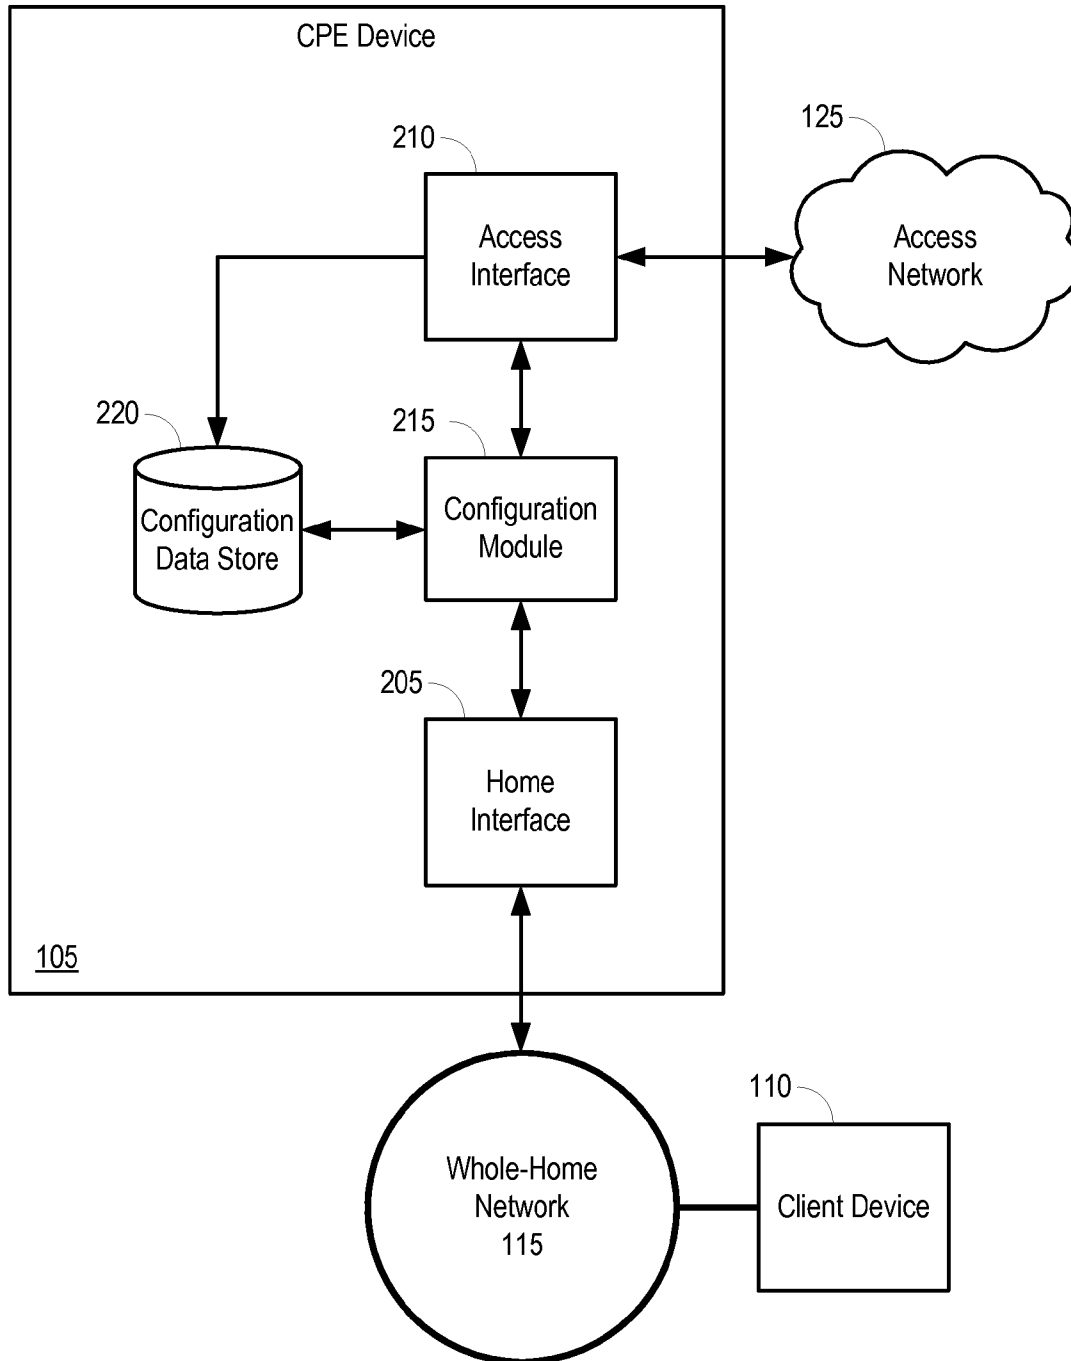 CPE Device
210
Access
Interface
125
Access
Network
220
Configuration
Data Store
215
Configuration
Module
205
Home
Interface
105
Whole-Home
Network
115
110
Client Device